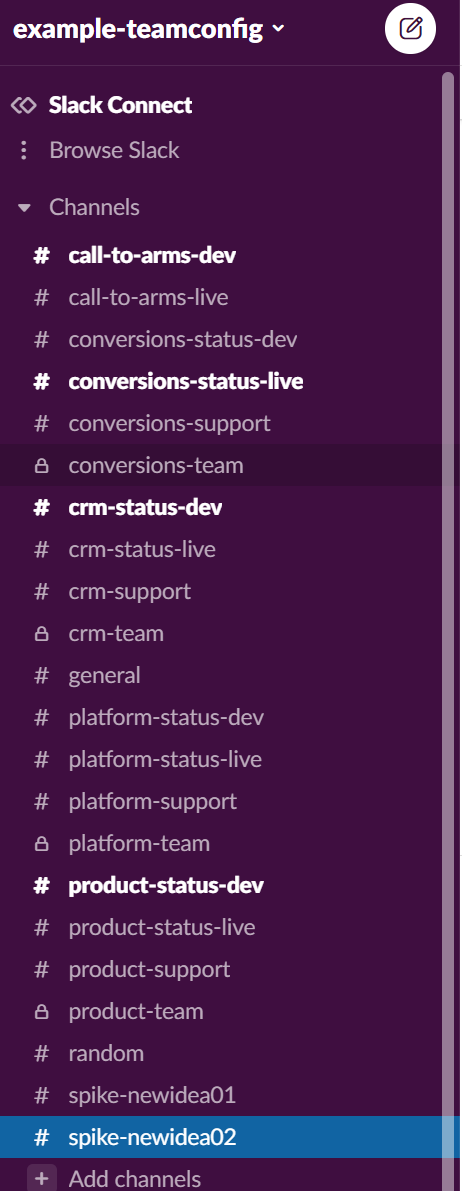 example-teamconfig
Slack Connect
Browse Slack
Channels
# call-to-arms-dev
# call-to-arms-live
# conversions-status-dev
# conversions-status-live
# conversions-support
conversions-team
# crm-status-dev
# crm-status-live
# crm-support
crm-team
# general
# platform-status-dev
# platform-status-live
# platform-support
platform-team
# product-status-dev
# product-status-live
# product-support
product-team
# random
# spike-newidea01
# spike-newidea02
+ Add channels